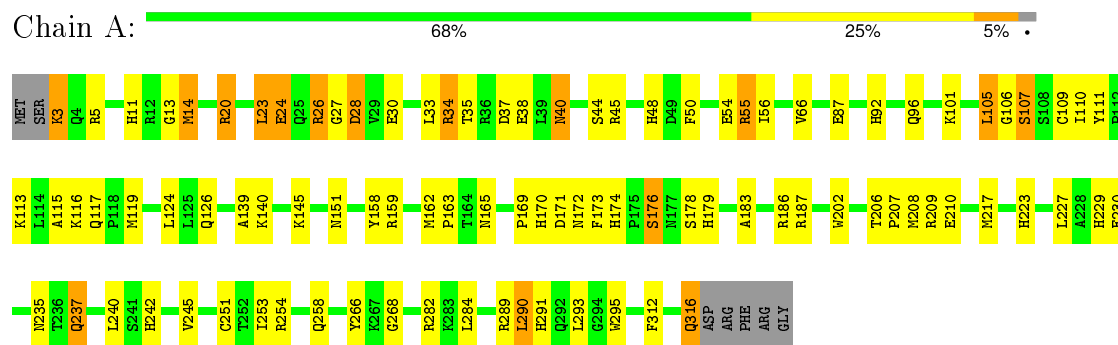 Chain A:
68% 25% 5% •
MET SER K3 Q4 R5 H11 R12 G13 M14 R20 L23 E24 Q25 R26 G27 D28 V29 E30 L33 R34 T35 R36 D37 E38 L39 N40 S44 R45 H48 D49 F50 E54 R55 I56 V66 E87 H92 Q96 K101 L105 G106 S107 S108 C109 I110 Y111 P112
K113 L114 A115 K116 Q117 P118 M119 L124 L125 Q126 A139 K140 K145 N151 Y158 R159 M162 P163 T164 N165 P169 H170 D171 N172 F173 H174 P175 S176 N177 S178 H179 A183 R186 R187 W202 T206 P207 M208 R209 E210 M217 H223 L227 A228 H229 E230
N235 T236 Q237 L240 S241 H242 V245 C251 T252 I253 R254 Q258 Y266 K267 G268 R282 K283 L284 R289 L290 H291 Q292 L293 G294 W295 F312 Q316 ASP ARG PHE ARG GLY